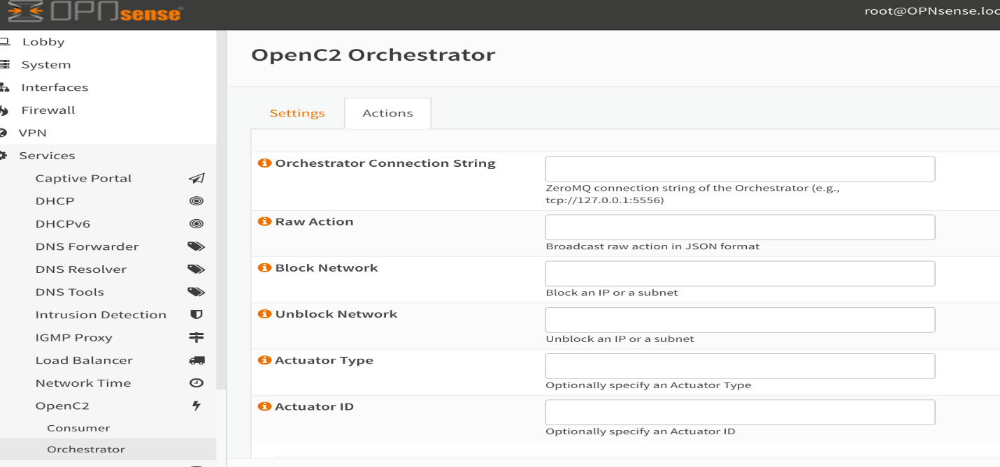 OPNsense
root@OPNsense.loc
Lobby
System
Interfaces
Firewall
VPN
Services
Captive Portal
DHCP
DHCPv6
DNS Forwarder
DNS Resolver
DNS Tools
Intrusion Detection
IGMP Proxy
Load Balancer
Network Time
OpenC2
Consumer
Orchestrator
OpenC2 Orchestrator
Settings
Actions
Orchestrator Connection String
ZeroMQ connection string of the Orchestrator (e.g.,
tcp://127.0.0.1:5556)
Raw Action
Broadcast raw action in JSON format
Block Network
Block an IP or a subnet
Unblock Network
Unblock an IP or a subnet
Actuator Type
Optionally specify an Actuator Type
Actuator ID
Optionally specify an Actuator ID